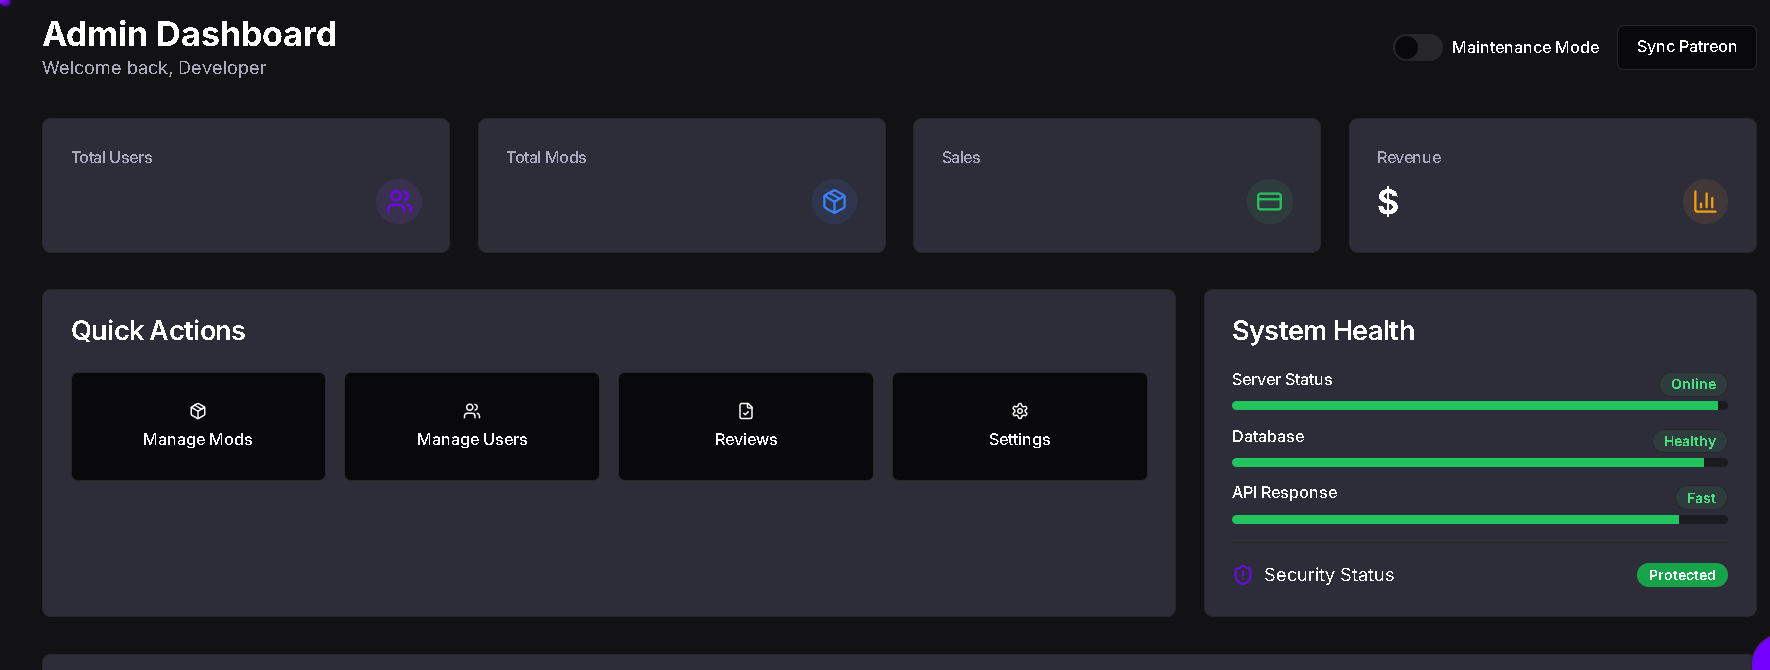 Admin Dashboard
Welcome back, Developer
Maintenance Mode
Sync Patreon
Total Users
Total Mods
Sales
Revenue
$
Quick Actions
Manage Mods
Manage Users
Reviews
Settings
System Health
Server Status
Online
Database
Healthy
API Response
Fast
Security Status
Protected